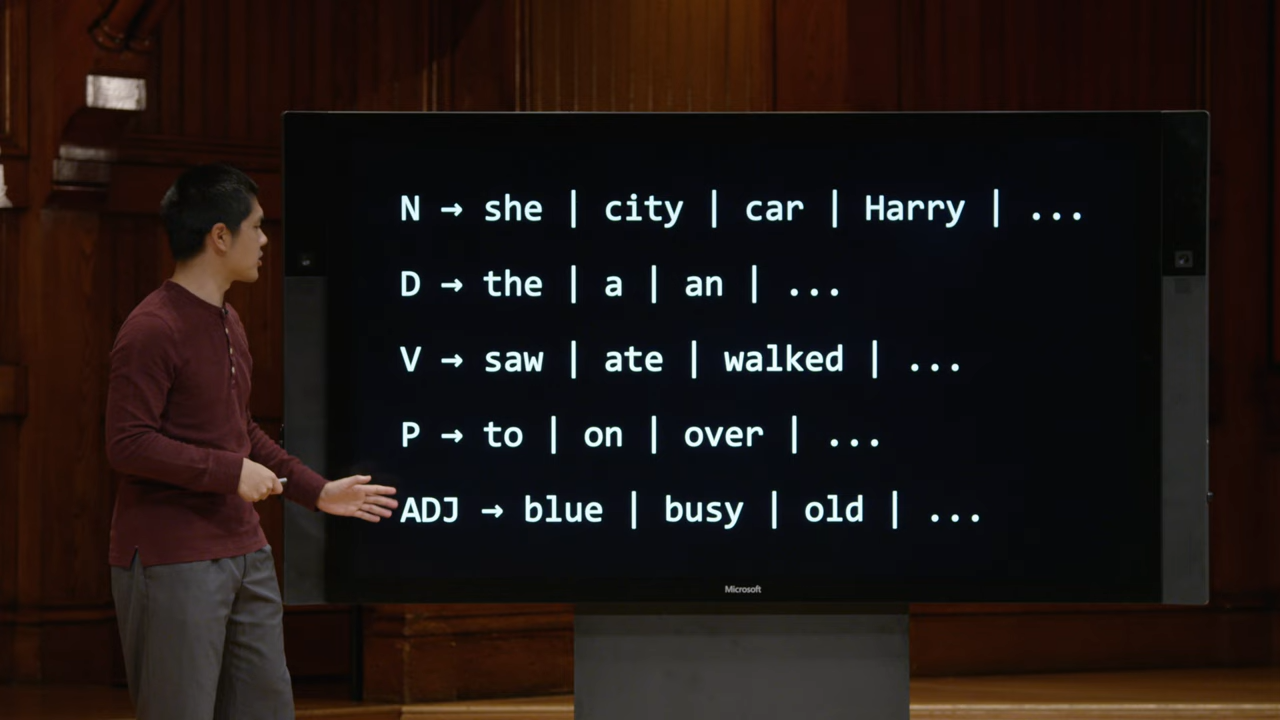 N → she | city | car | Harry | ...
D → the | a | an | ...
V → saw | ate | walked | ...
P → to | on | over | ...
ADJ → blue | busy | old | ...
Microsoft